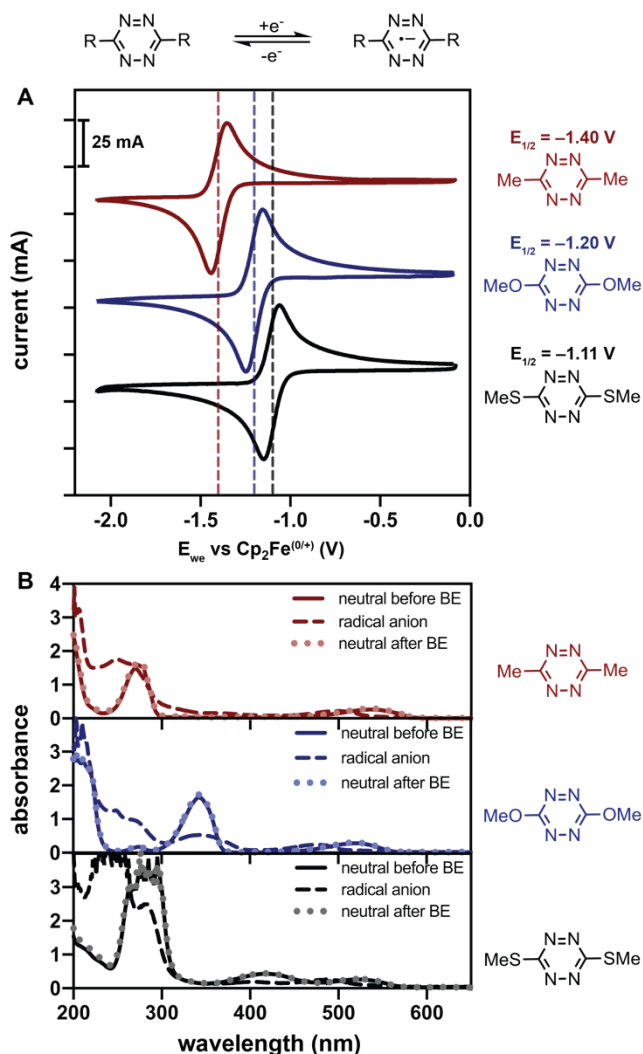 N=N
R
R
N=N
+e-
-e-
N=N
R
•–
R
N=N
A
25 mA
current (mA)
-2.0
-1.5
-1.0
-0.5
0.0
E_we vs Cp₂Fe^(0/+) (V)
E₁/₂ = –1.40 V
N=N
Me
Me
N=N
E₁/₂ = –1.20 V
N=N
MeO
OMe
N=N
E₁/₂ = –1.11 V
N=N
MeS
SMe
N=N
B
absorbance
4
3
2
1
0
neutral before BE
radical anion
neutral after BE
N=N
Me
Me
N=N
3
2
1
0
neutral before BE
radical anion
neutral after BE
N=N
MeO
OMe
N=N
3
2
1
0
neutral before BE
radical anion
neutral after BE
N=N
MeS
SMe
N=N
200
300
400
500
600
wavelength (nm)